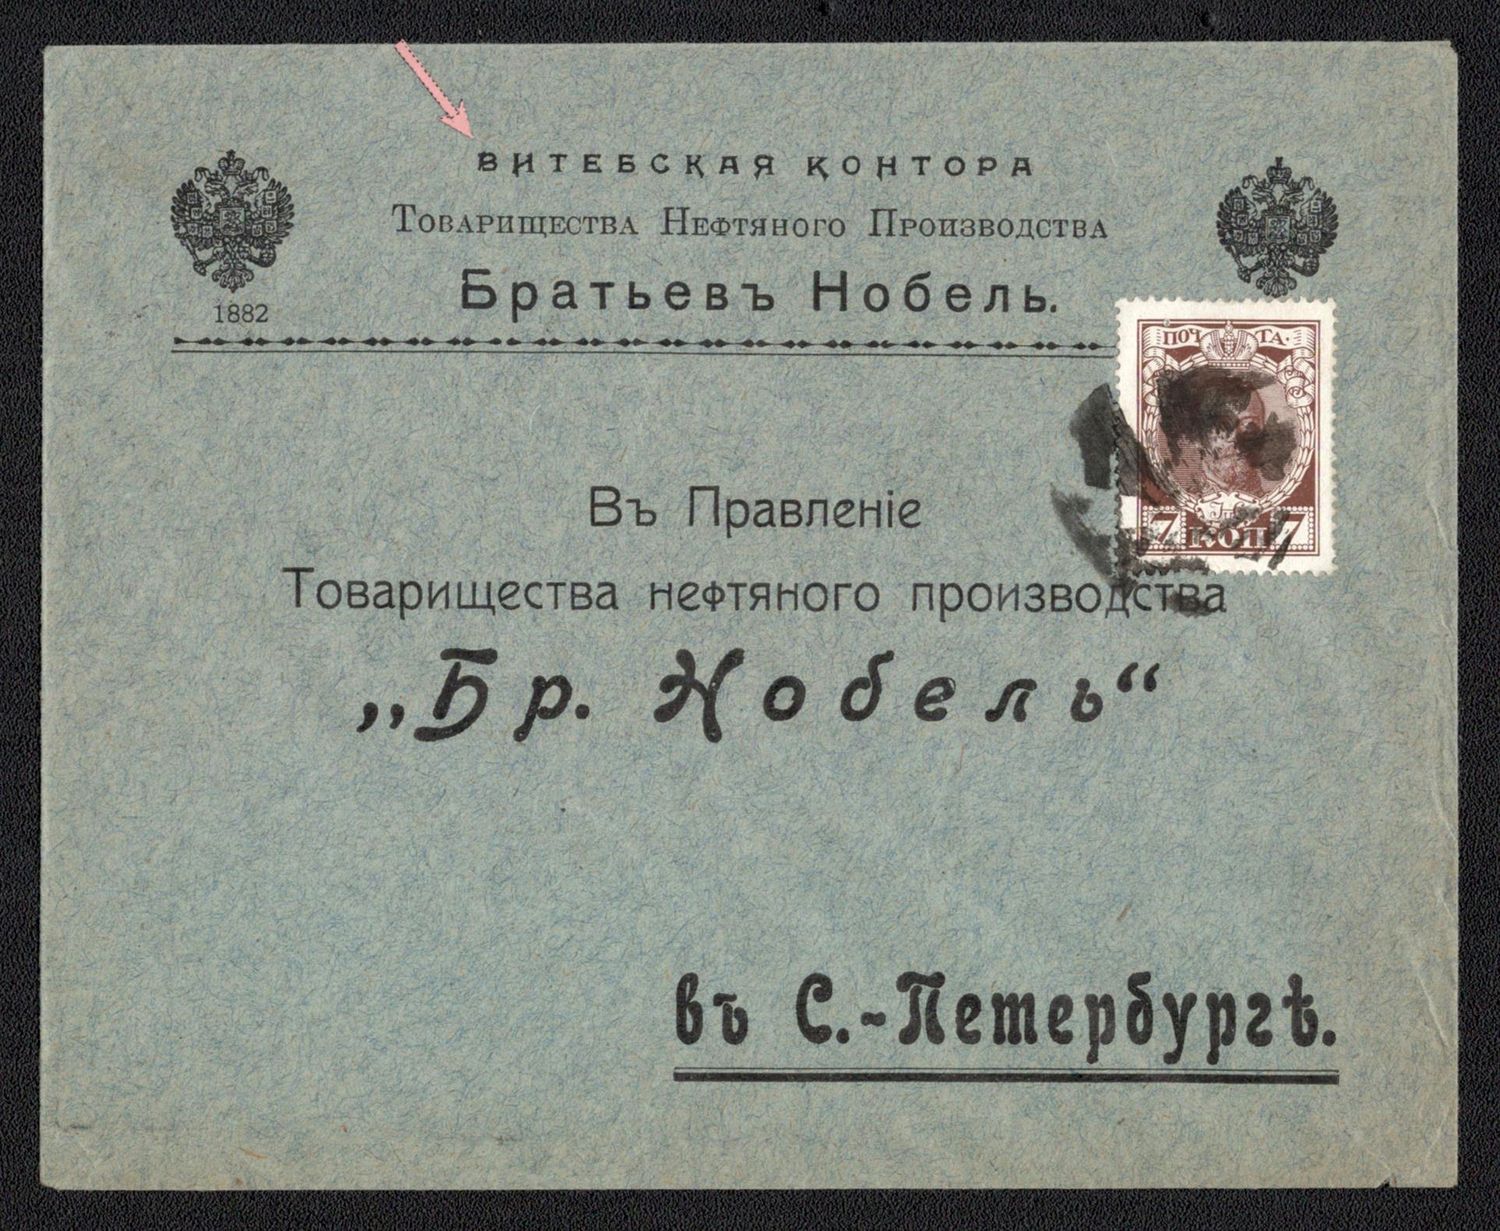 ВИТЕБСКАЯ КОНТОРА
Товарищества Нефтяного Производства
Братьевъ Нобель.
1882
ПОЧТА.
7 КОП 7
Въ Правленіе
Товарищества нефтяного производства
„Бр. Нобель“
въ С.-Петербургѣ.